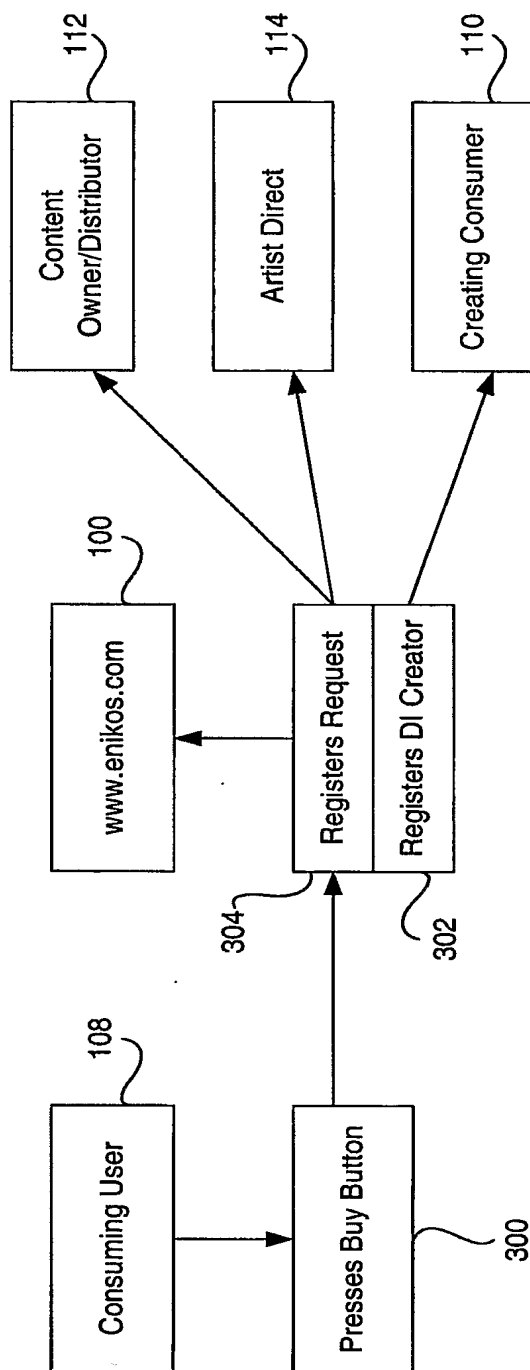 Consuming User
108
Presses Buy Button
300
www.enikos.com
100
Registers Request
304
Registers DI Creator
302
Content
Owner/Distributor
112
Artist Direct
114
Creating Consumer
110